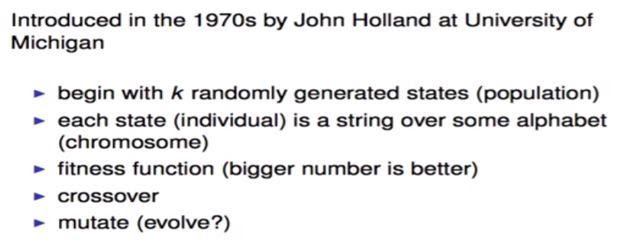 Introduced in the 1970s by John Holland at University of
Michigan
► begin with k randomly generated states (population)
► each state (individual) is a string over some alphabet
(chromosome)
► fitness function (bigger number is better)
► crossover
► mutate (evolve?)